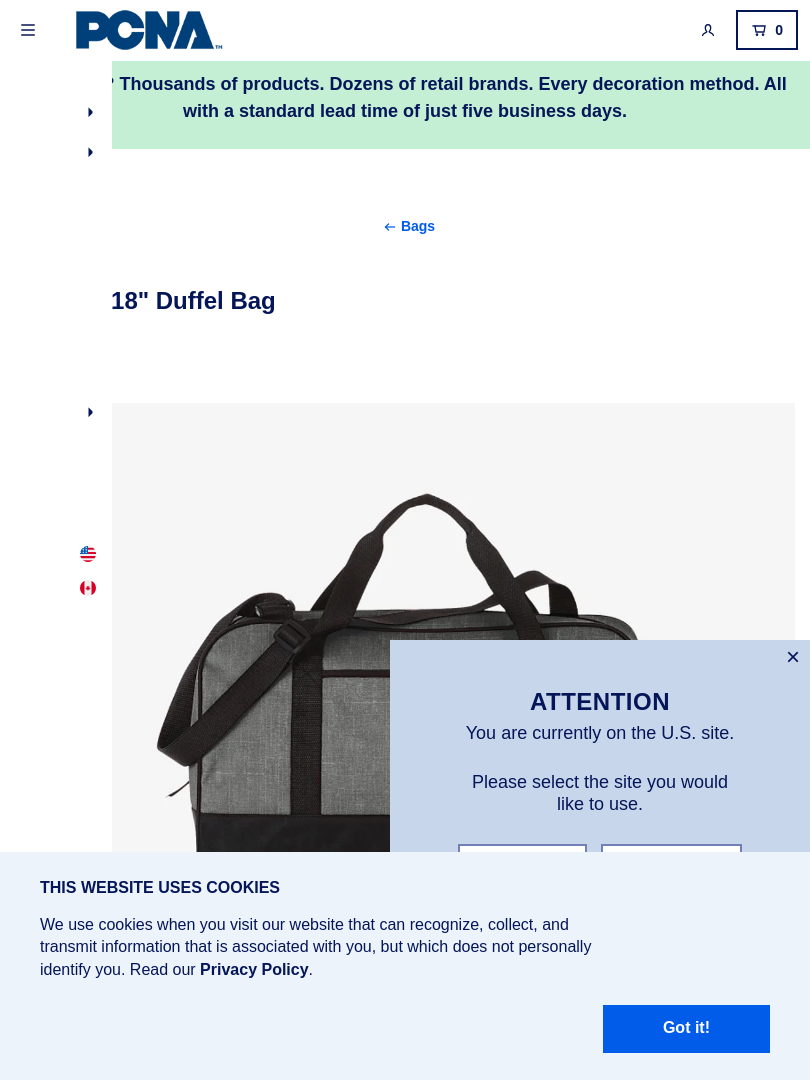 PCNA™
0
Thousands of products. Dozens of retail brands. Every decoration method. All
with a standard lead time of just five business days.
← Bags
18" Duffel Bag
ATTENTION
You are currently on the U.S. site.
Please select the site you would
like to use.
THIS WEBSITE USES COOKIES
We use cookies when you visit our website that can recognize, collect, and
transmit information that is associated with you, but which does not personally
identify you. Read our Privacy Policy.
Got it!